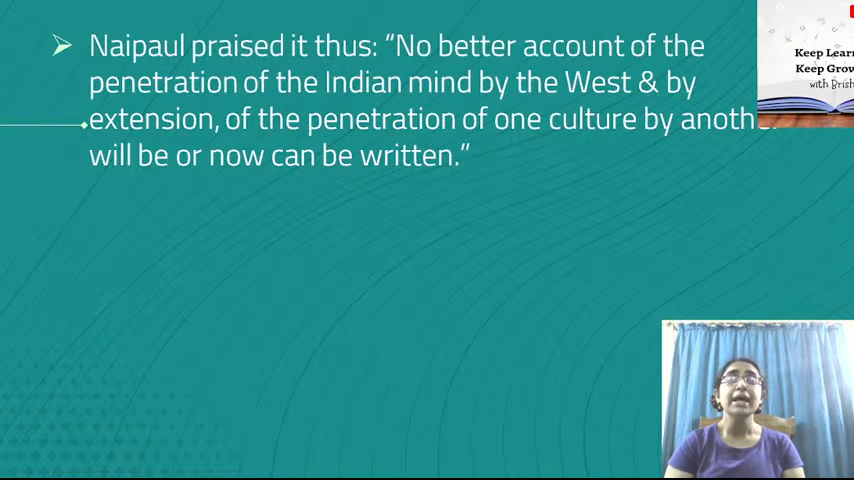 Naipaul praised it thus: “No better account of the
penetration of the Indian mind by the West & by
extension, of the penetration of one culture by another
will be or now can be written.”
Keep Lear
Keep Grow
with Brish